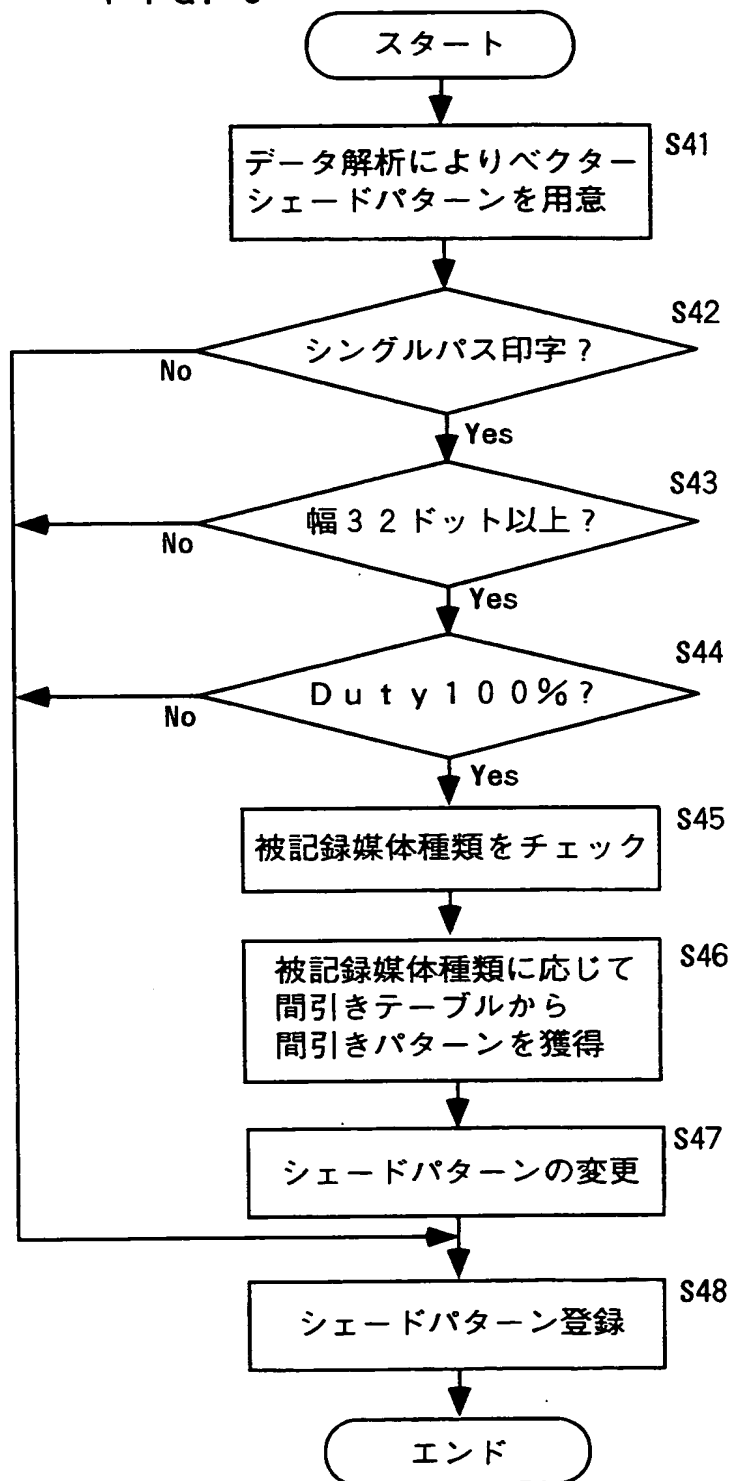 スタート
S41
データ解析によりベクター
シェードパターンを用意
S42
シングルパス印字？
No
Yes
S43
幅３２ドット以上？
No
Yes
S44
Ｄｕｔｙ１００％？
No
Yes
S45
被記録媒体種類をチェック
S46
被記録媒体種類に応じて
間引きテーブルから
間引きパターンを獲得
S47
シェードパターンの変更
S48
シェードパターン登録
エンド